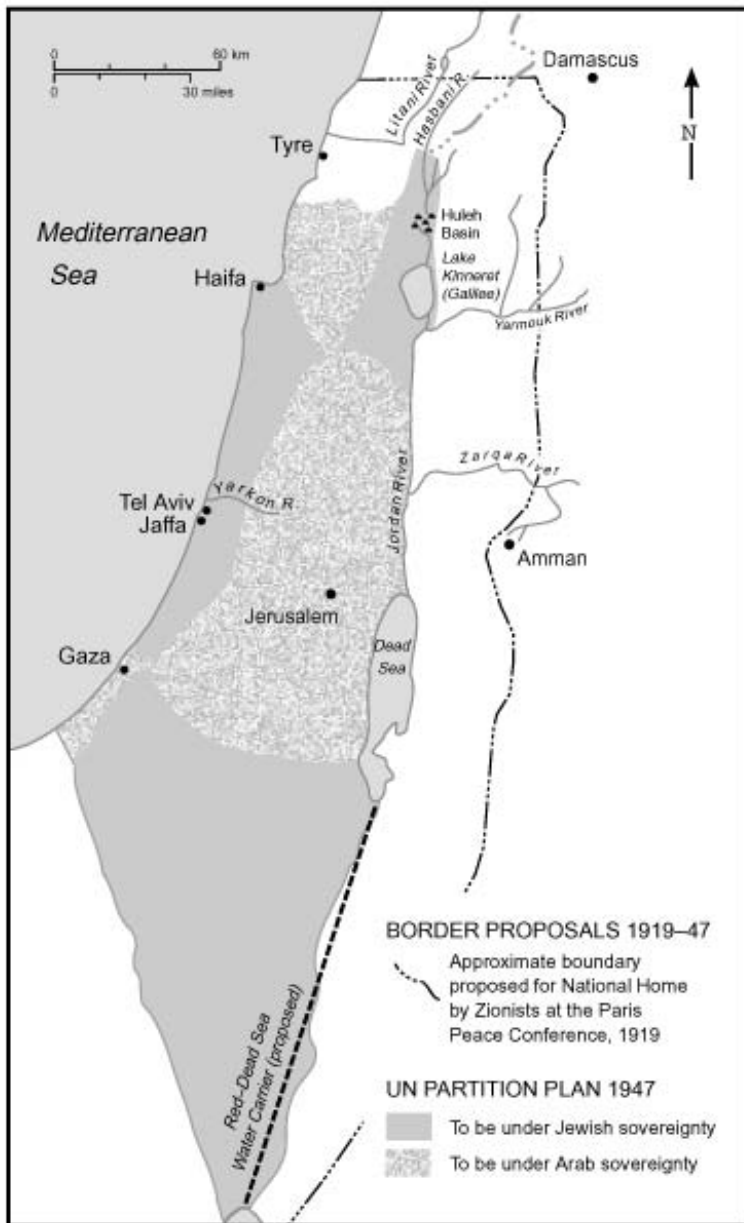 0 60 km
0 30 miles
Damascus
Litani River
Hasbani R.
N
Tyre
Mediterranean
Sea
Huleh
Basin
Lake
Kinneret
(Galilee)
Haifa
Yarmouk River
Zarqa River
Yarkon R.
Tel Aviv
Jaffa
Jordan River
Amman
Jerusalem
Gaza
Dead
Sea
Red–Dead Sea
Water Carrier (proposed)
BORDER PROPOSALS 1919–47
Approximate boundary
proposed for National Home
by Zionists at the Paris
Peace Conference, 1919
UN PARTITION PLAN 1947
To be under Jewish sovereignty
To be under Arab sovereignty